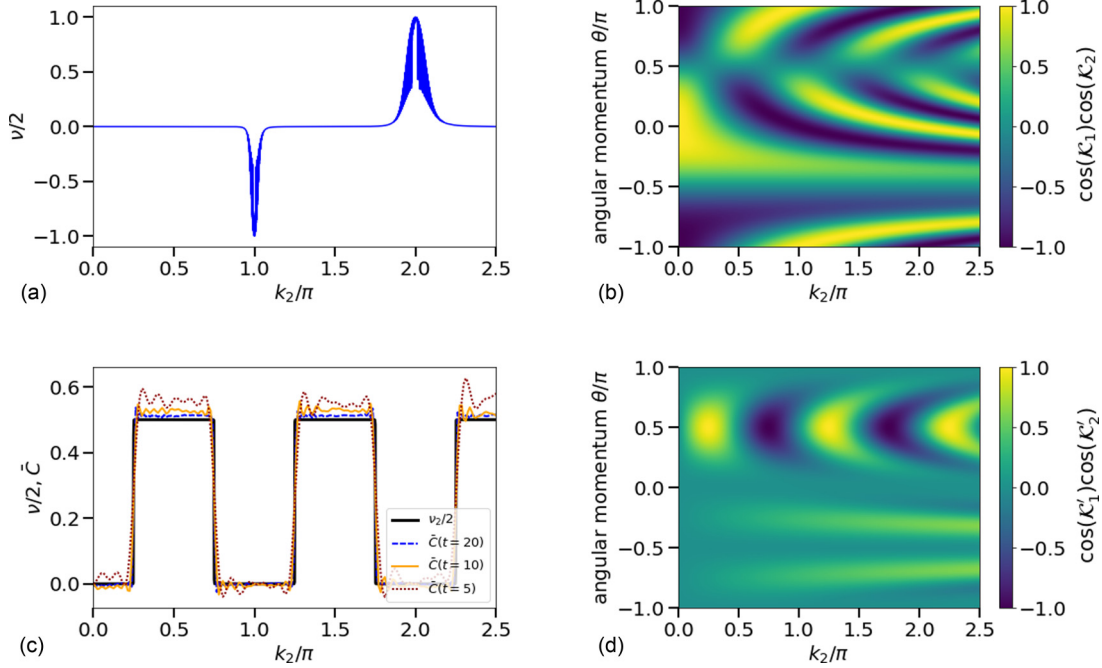 1.0
0.5
0.0
−0.5
−1.0
ν/2
0.0 0.5 1.0 1.5 2.0 2.5
k₂/π
(a)
1.0
0.5
0.0
−0.5
−1.0
angular momentum θ/π
0.0 0.5 1.0 1.5 2.0 2.5
k₂/π
(b)
1.0
0.5
0.0
−0.5
−1.0
cos(𝒦₁)cos(𝒦₂)
0.6
0.4
0.2
0.0
ν/2, C̄
ν₂/2
C̄(t = 20)
C̄(t = 10)
C̄(t = 5)
0.0 0.5 1.0 1.5 2.0 2.5
k₂/π
(c)
1.0
0.5
0.0
−0.5
−1.0
angular momentum θ/π
0.0 0.5 1.0 1.5 2.0 2.5
k₂/π
(d)
1.0
0.5
0.0
−0.5
−1.0
cos(𝒦₁′)cos(𝒦₂′)